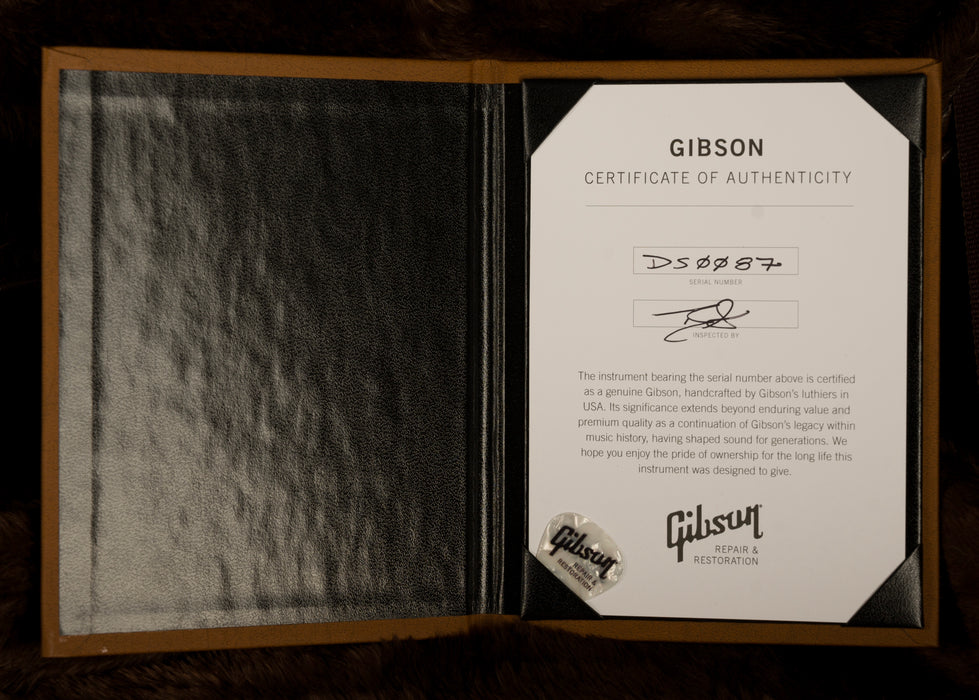 GIBSON
CERTIFICATE OF AUTHENTICITY
DS0087
SERIAL NUMBER
INSPECTED BY
The instrument bearing the serial number above is certified
as a genuine Gibson, handcrafted by Gibson's luthiers in
USA. Its significance extends beyond enduring value and
premium quality as a continuation of Gibson's legacy within
music history, having shaped sound for generations. We
hope you enjoy the pride of ownership for the long life this
instrument was designed to give.
Gibson
REPAIR &
RESTORATION
Gibson
REPAIR &
RESTORATION